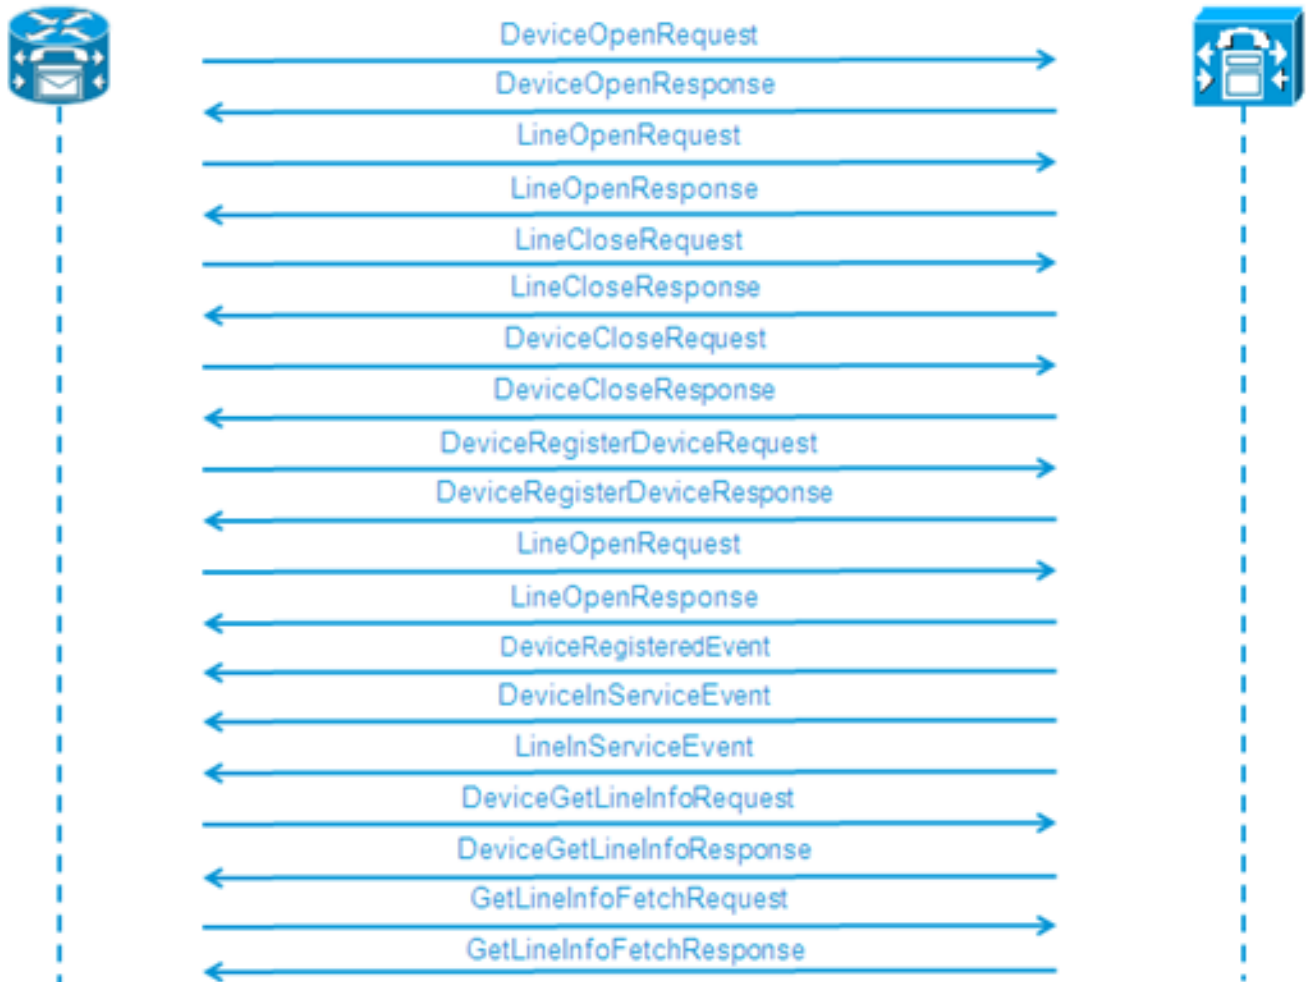 DeviceOpenRequest
DeviceOpenResponse
LineOpenRequest
LineOpenResponse
LineCloseRequest
LineCloseResponse
DeviceCloseRequest
DeviceCloseResponse
DeviceRegisterDeviceRequest
DeviceRegisterDeviceResponse
LineOpenRequest
LineOpenResponse
DeviceRegisteredEvent
DeviceInServiceEvent
LineInServiceEvent
DeviceGetLineInfoRequest
DeviceGetLineInfoResponse
GetLineInfoFetchRequest
GetLineInfoFetchResponse